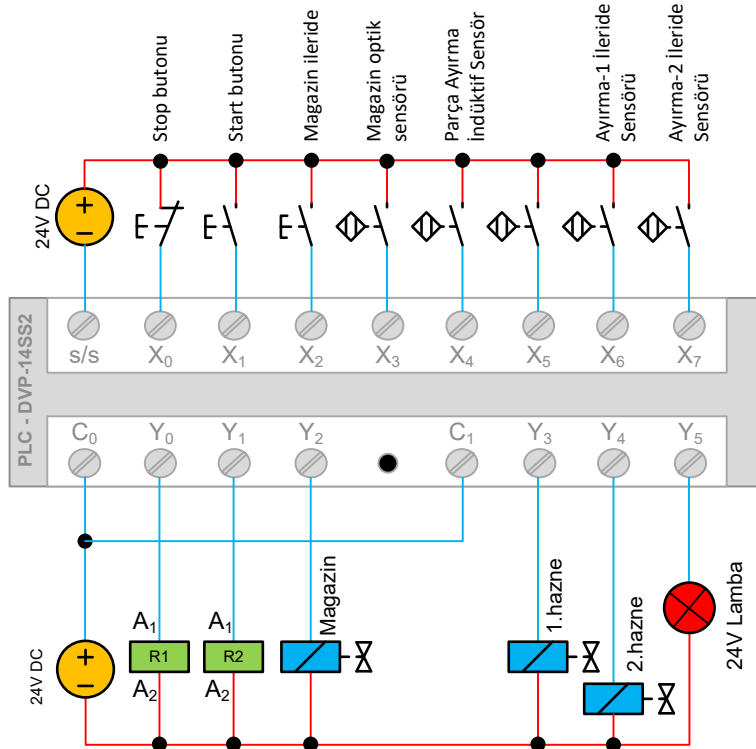 24V DC
Stop butonu
Start butonu
Magazin ileride
Magazin optik
sensörü
Parça Ayırma
İndüktif Sensör
Ayırma-1 İleride
Sensörü
Ayırma-2 İleride
Sensörü
+
−
PLC - DVP-14SS2
s/s
X0
X1
X2
X3
X4
X5
X6
X7
C0
Y0
Y1
Y2
C1
Y3
Y4
Y5
24V DC
+
−
A1
R1
A2
A1
R2
A2
Magazin
1.hazne
2.hazne
24V Lamba